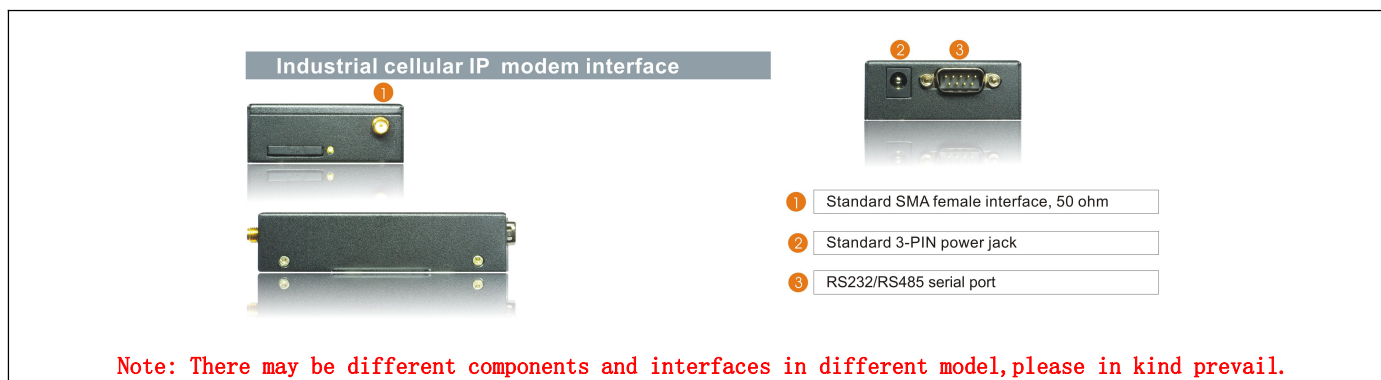 Industrial cellular IP modem interface
1
2
3
1 Standard SMA female interface, 50 ohm
2 Standard 3-PIN power jack
3 RS232/RS485 serial port
Note: There may be different components and interfaces in different model,please in kind prevail.